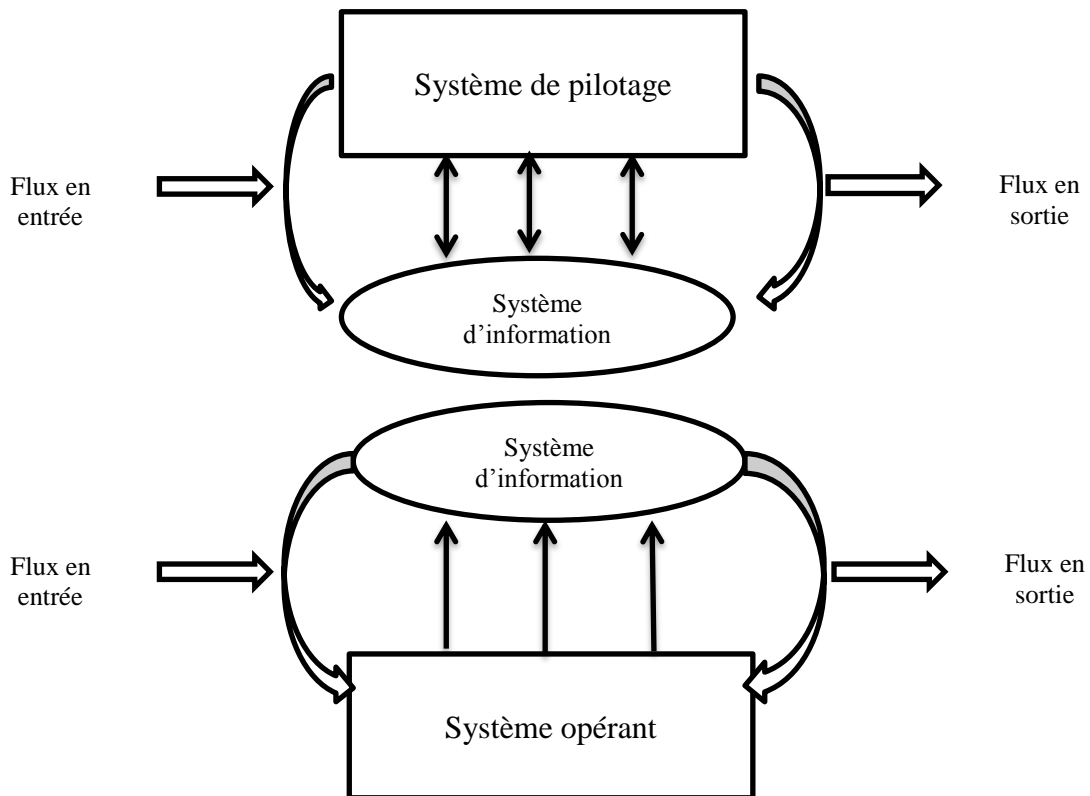 Système de pilotage
Flux en
entrée
Flux en
sortie
Système
d’information
Système
d’information
Flux en
entrée
Flux en
sortie
Système opérant